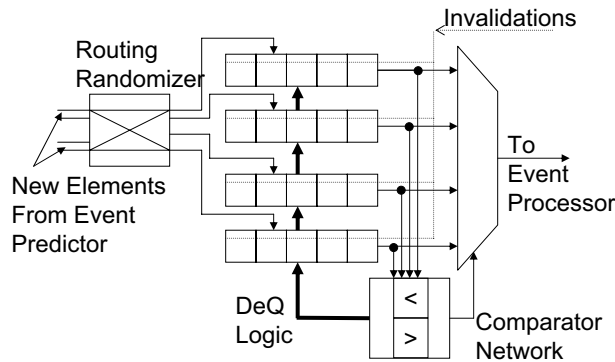 Invalidations
Routing
Randomizer
New Elements
From Event
Predictor
To
Event
Processor
DeQ
Logic
<
>
Comparator
Network